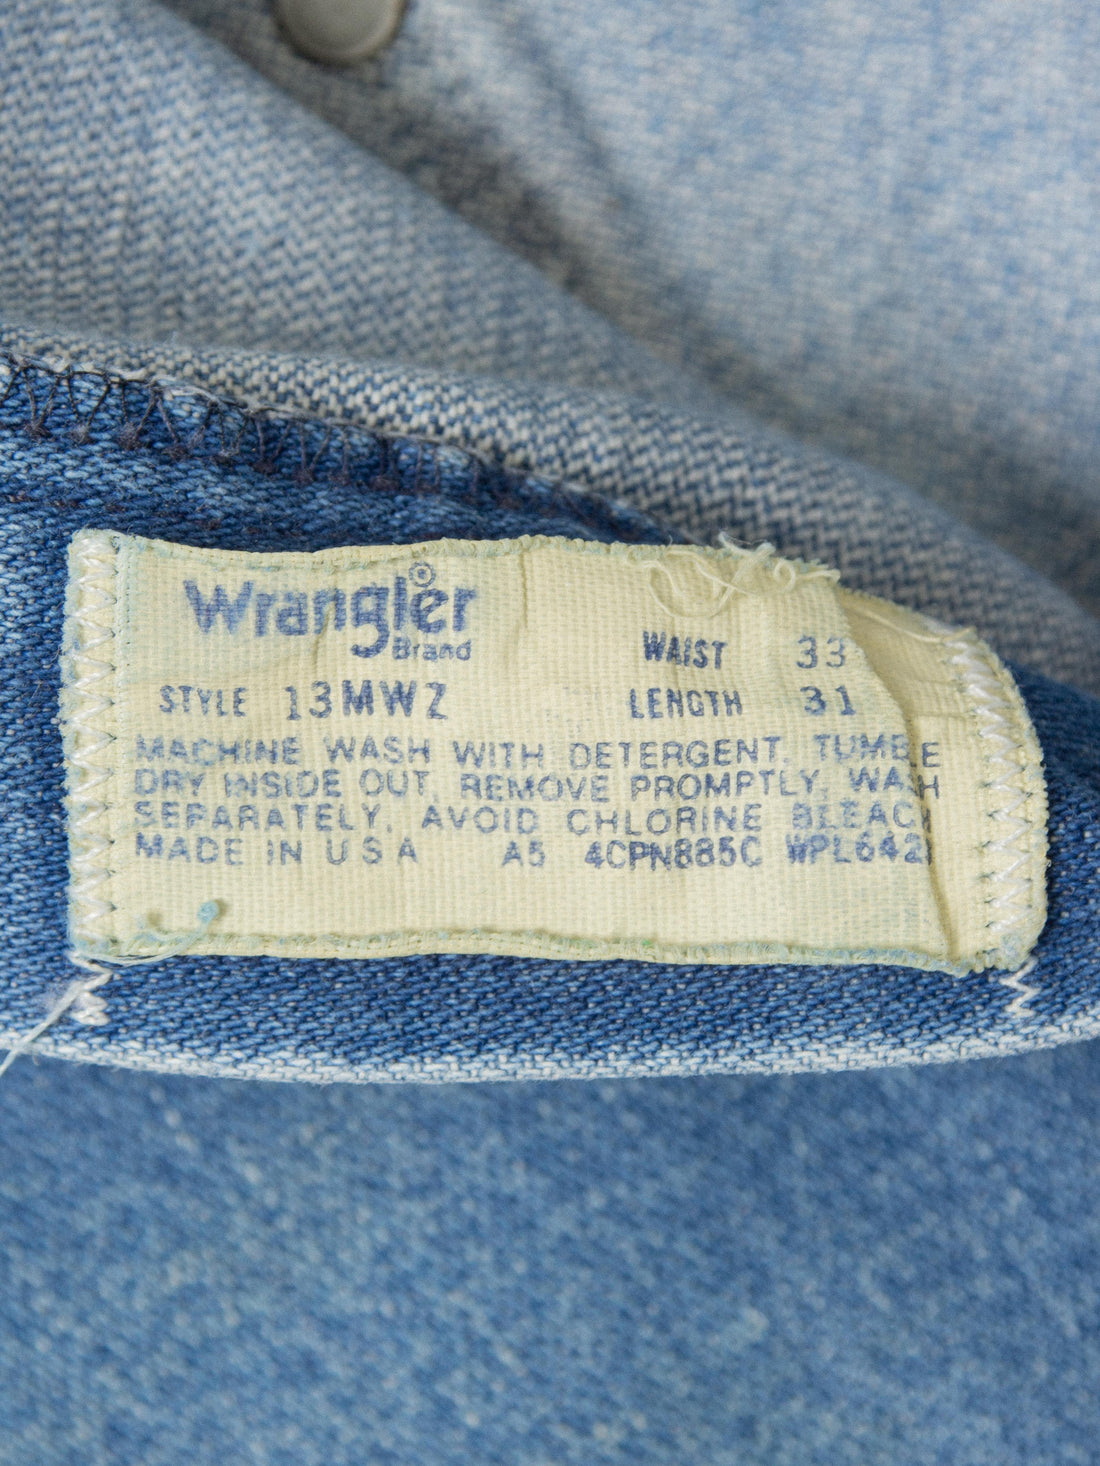 Wrangler
Brand
WAIST 33
STYLE 13MWZ
LENGTH 31
MACHINE WASH WITH DETERGENT. TUMBLE
DRY INSIDE OUT. REMOVE PROMPTLY. WASH
SEPARATELY. AVOID CHLORINE BLEACH
MADE IN U S A A5 4CPN885C WPL642